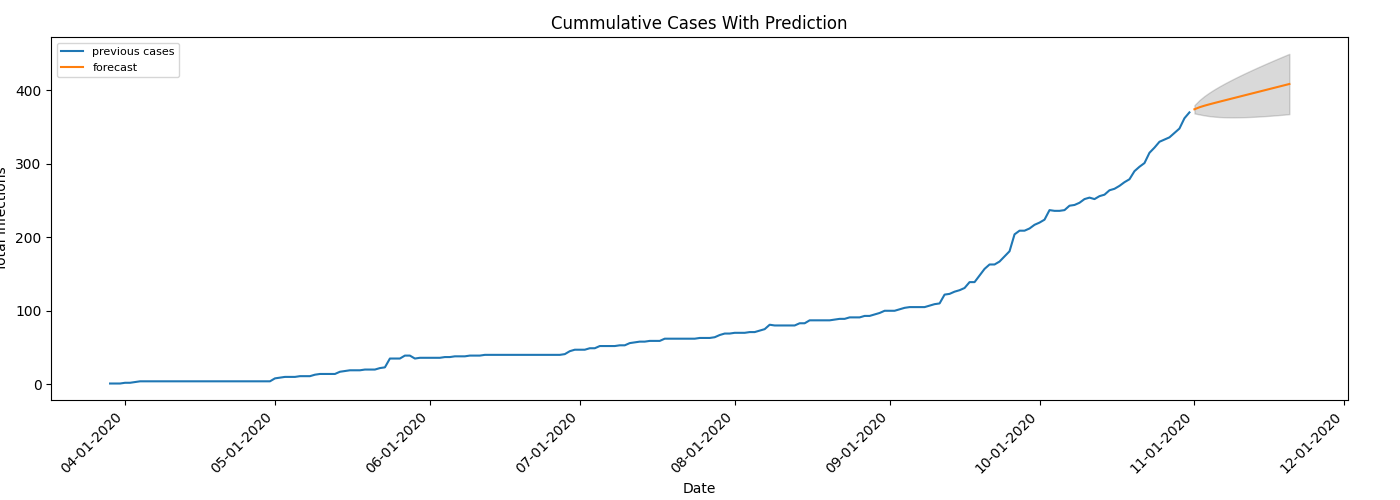 Cummulative Cases With Prediction
previous cases
forecast
400
300
200
100
0
04-01-2020
05-01-2020
06-01-2020
07-01-2020
08-01-2020
09-01-2020
10-01-2020
11-01-2020
12-01-2020
Total Infections
Date